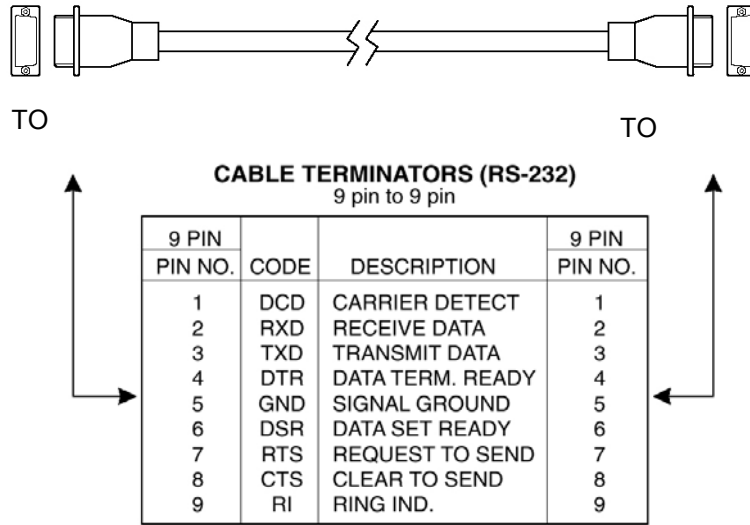 TO
TO
CABLE TERMINATORS (RS-232)
9 pin to 9 pin
9 PIN 9 PIN
PIN NO. CODE DESCRIPTION PIN NO.
1 DCD CARRIER DETECT 1
2 RXD RECEIVE DATA 2
3 TXD TRANSMIT DATA 3
4 DTR DATA TERM. READY 4
5 GND SIGNAL GROUND 5
6 DSR DATA SET READY 6
7 RTS REQUEST TO SEND 7
8 CTS CLEAR TO SEND 8
9 RI RING IND. 9